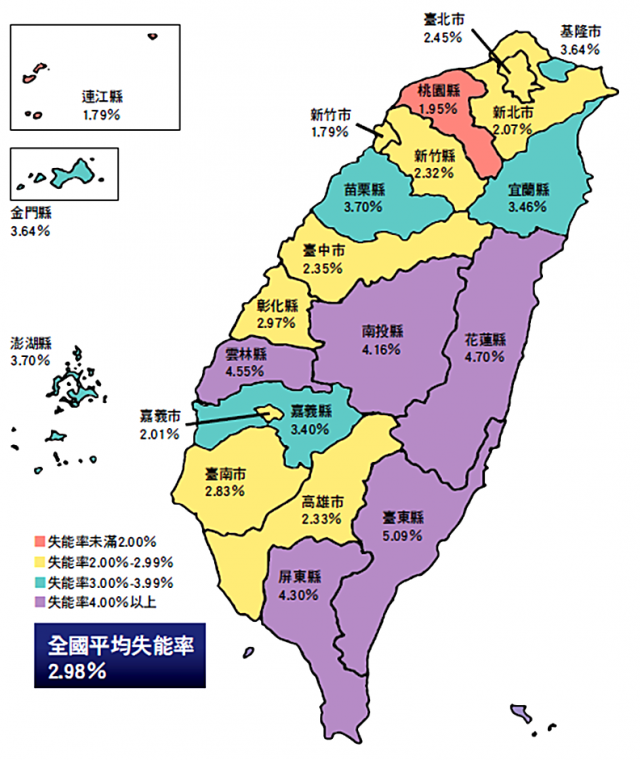 臺北市
2.45%
基隆市
3.64%
連江縣
1.79%
桃園縣
1.95%
新北市
2.07%
新竹市
1.79%
新竹縣
2.32%
苗栗縣
3.70%
宜蘭縣
3.46%
金門縣
3.64%
臺中市
2.35%
彰化縣
2.97%
南投縣
4.16%
花蓮縣
4.70%
澎湖縣
3.70%
雲林縣
4.55%
嘉義市
2.01%
嘉義縣
3.40%
臺南市
2.83%
高雄市
2.33%
臺東縣
5.09%
屏東縣
4.30%
失能率未滿2.00%
失能率2.00%-2.99%
失能率3.00%-3.99%
失能率4.00%以上
全國平均失能率
2.98%